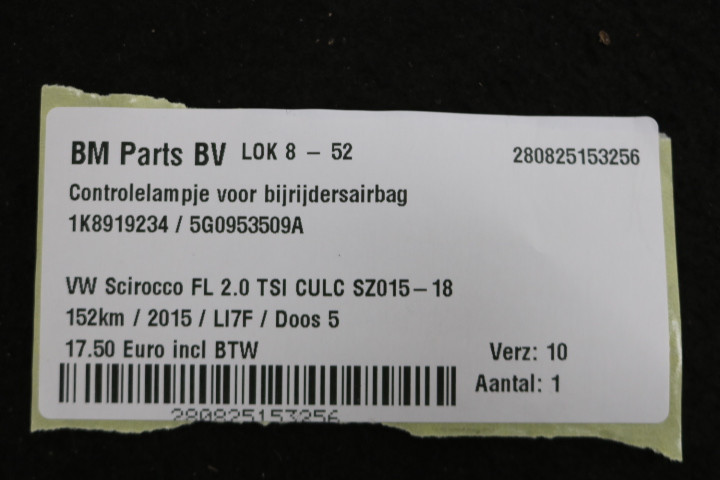 BM Parts BV LOK 8 - 52 280825153256
Controlelampje voor bijrijdersairbag
1K8919234 / 5G0953509A
VW Scirocco FL 2.0 TSI CULC SZ015-18
152km / 2015 / LI7F / Doos 5
17.50 Euro incl BTW Verz: 10
Aantal: 1
280825153256